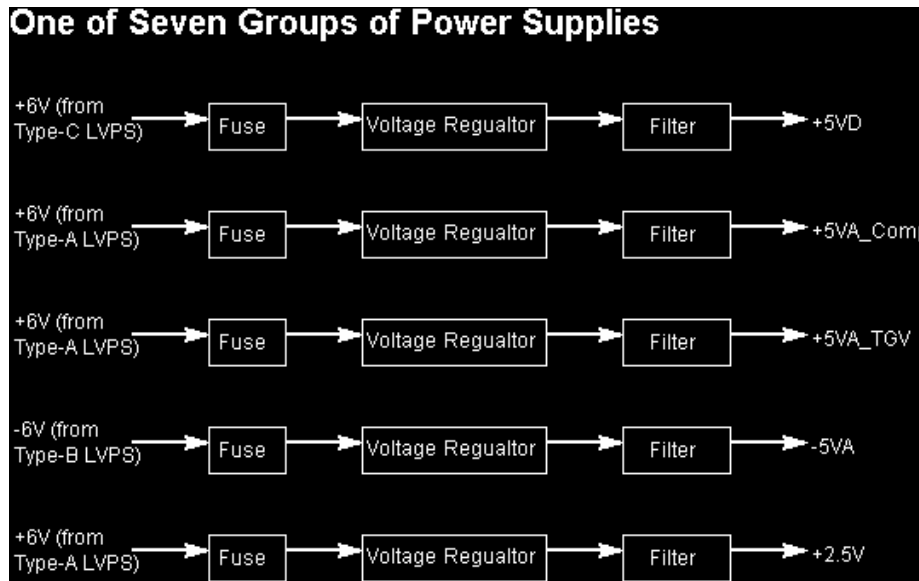 One of Seven Groups of Power Supplies
+6V (from
Type-C LVPS)
Fuse
Voltage Regualtor
Filter
+5VD
+6V (from
Type-A LVPS)
Fuse
Voltage Regualtor
Filter
+5VA_Comp
+6V (from
Type-A LVPS)
Fuse
Voltage Regualtor
Filter
+5VA_TGV
-6V (from
Type-B LVPS)
Fuse
Voltage Regualtor
Filter
-5VA
+6V (from
Type-A LVPS)
Fuse
Voltage Regualtor
Filter
+2.5V